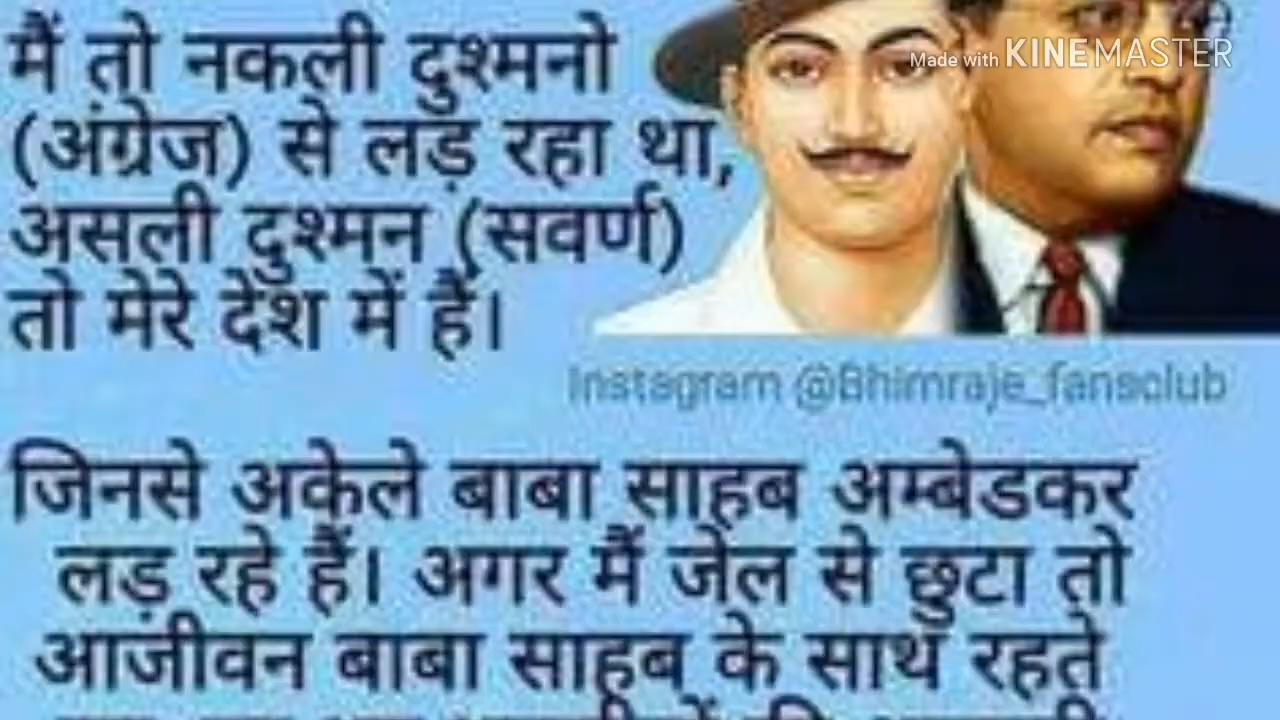 Made with KINEMASTER
मैं तो नकली दुश्मनो
(अंग्रेज) से लड़ रहा था,
असली दुश्मन (सवर्ण)
तो मेरे देश में हैं।
Instagram @Bhimraje_fansclub
जिनसे अकेले बाबा साहब अम्बेडकर
लड़ रहे हैं। अगर मैं जेल से छुटा तो
आजीवन बाबा साहब के साथ रहते